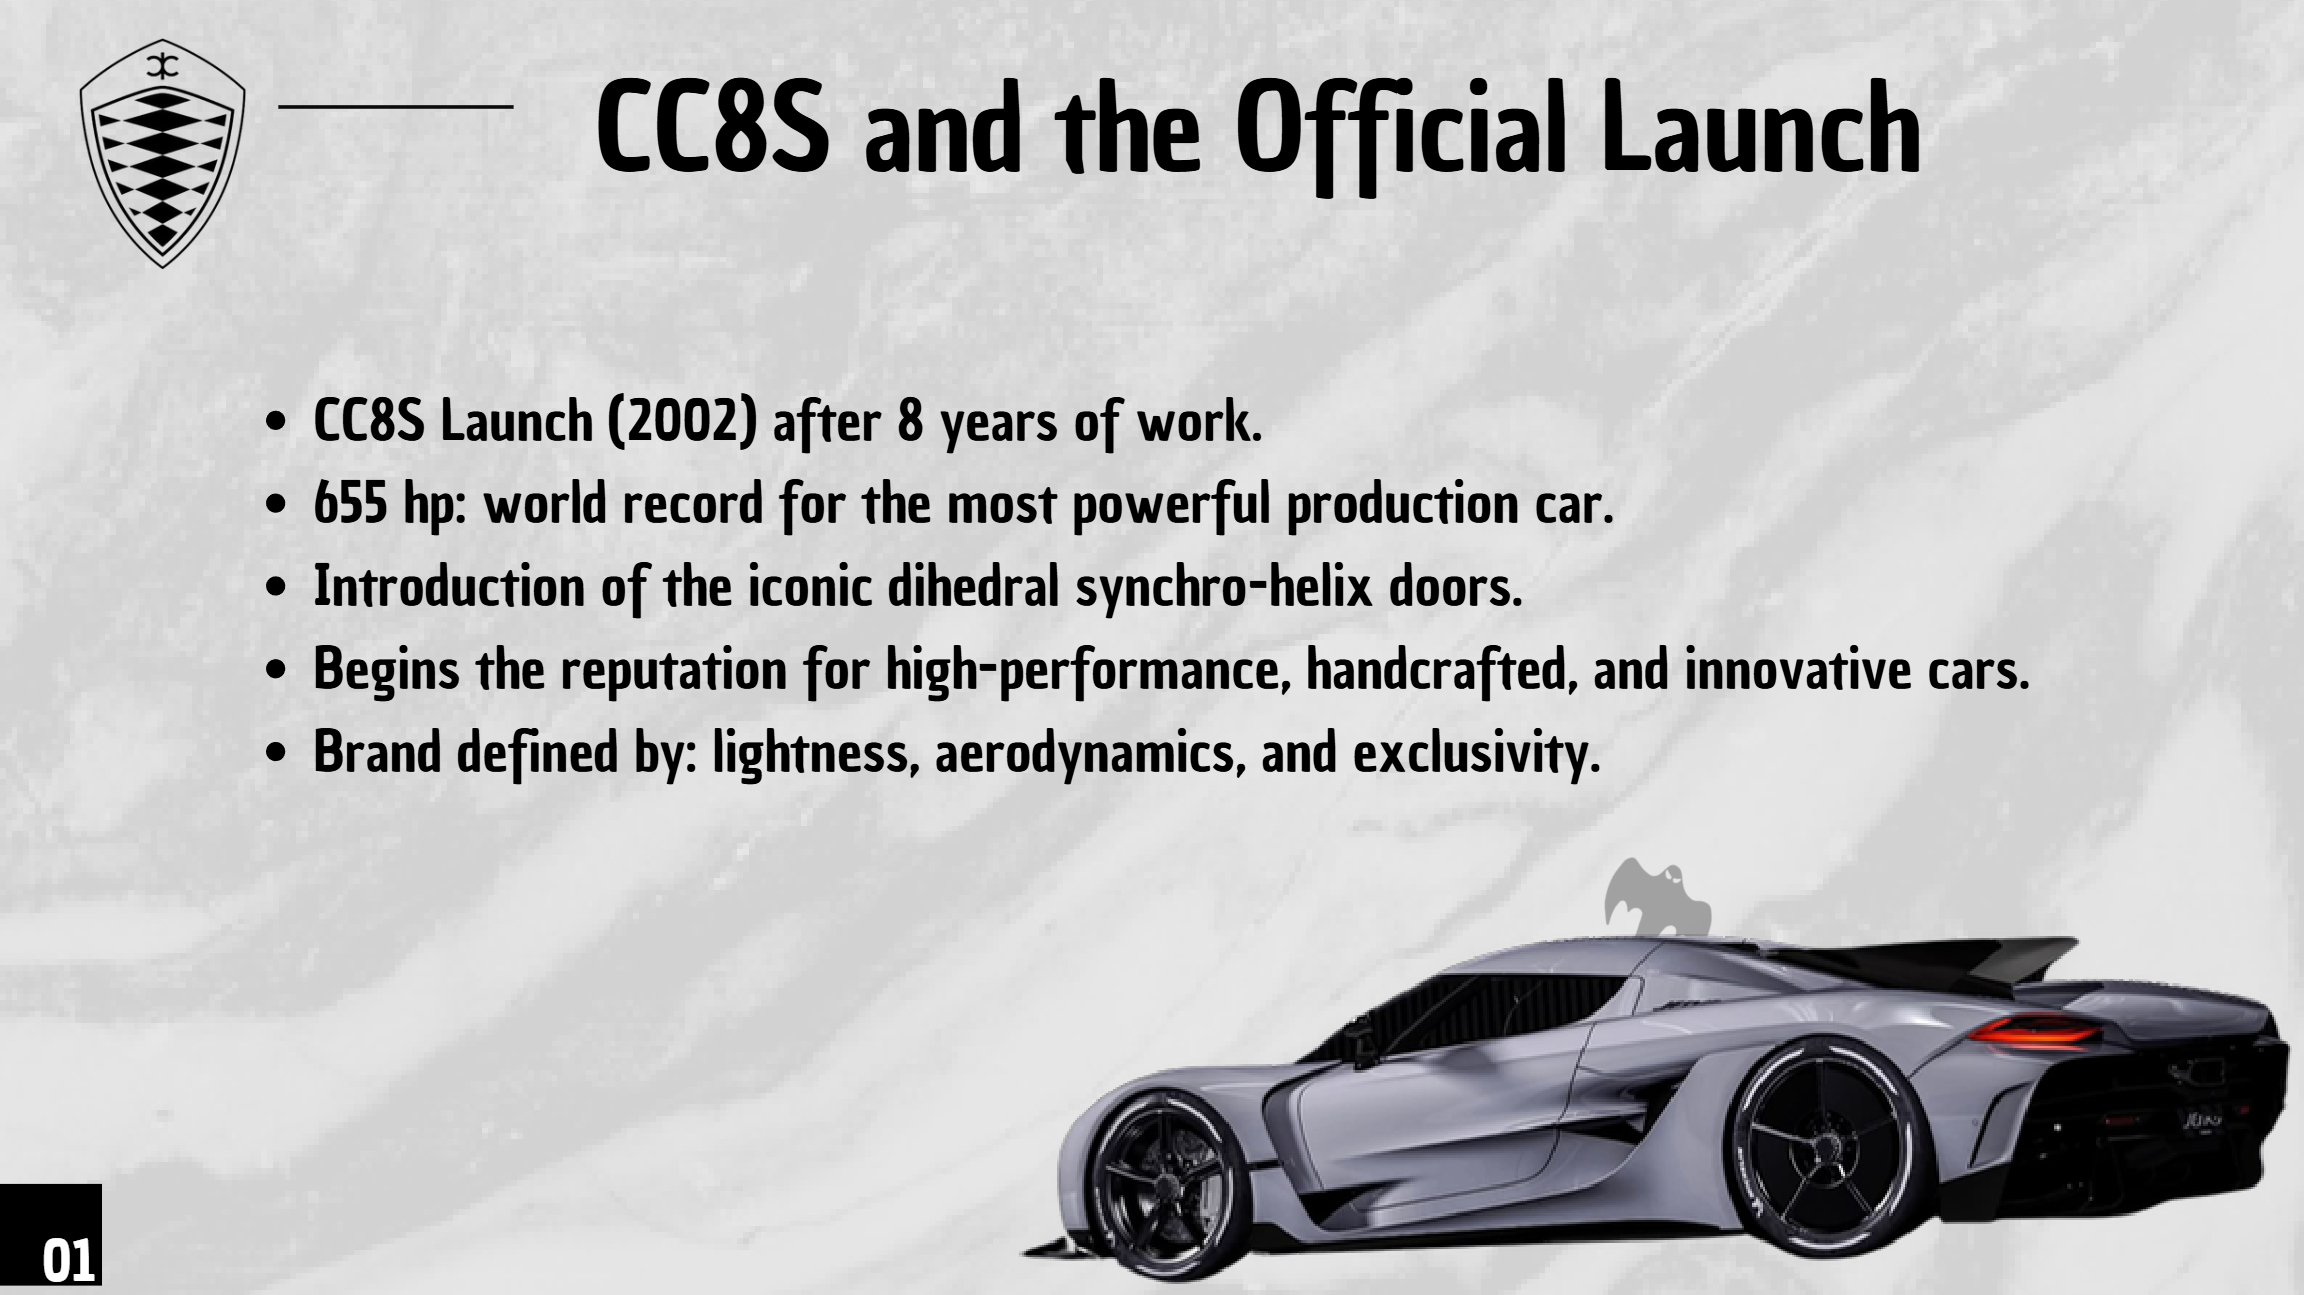 CC8S and the Official Launch
• CC8S Launch (2002) after 8 years of work.
• 655 hp: world record for the most powerful production car.
• Introduction of the iconic dihedral synchro-helix doors.
• Begins the reputation for high-performance, handcrafted, and innovative cars.
• Brand defined by: lightness, aerodynamics, and exclusivity.
01